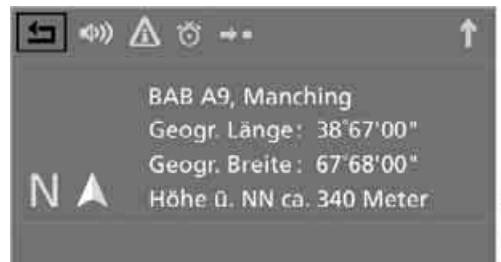 BAB A9, Manching
Geogr. Länge: 38°67'00"
Geogr. Breite: 67°68'00"
N
Höhe ü. NN ca. 340 Meter